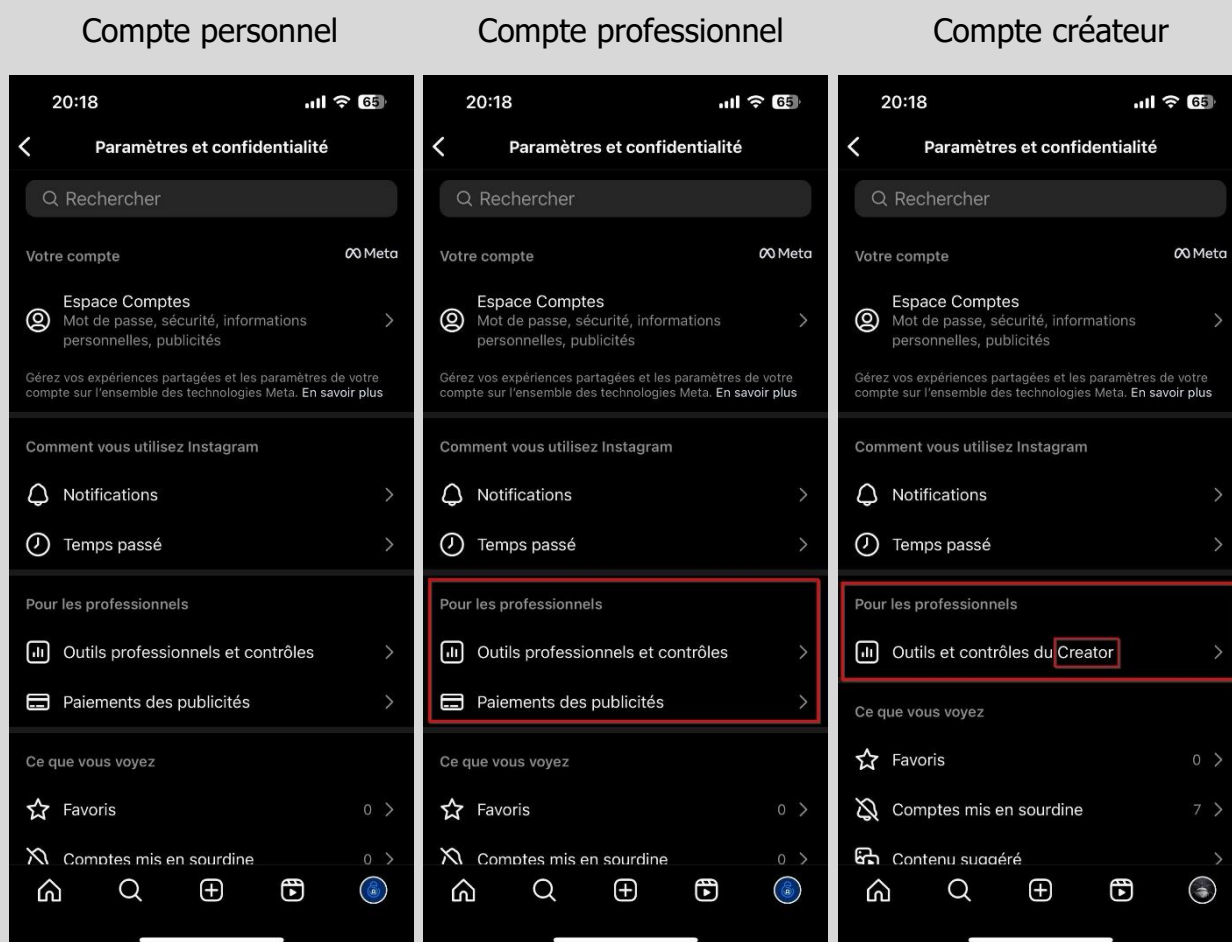 Compte personnel
20:18
65
Paramètres et confidentialité
Rechercher
Votre compte
Meta
Espace Comptes
Mot de passe, sécurité, informations
personnelles, publicités
Gérez vos expériences partagées et les paramètres de votre
compte sur l'ensemble des technologies Meta. En savoir plus
Comment vous utilisez Instagram
Notifications
Temps passé
Pour les professionnels
Outils professionnels et contrôles
Paiements des publicités
Ce que vous voyez
Favoris 0
Comptes mis en sourdine 0
Compte professionnel
20:18
65
Paramètres et confidentialité
Rechercher
Votre compte
Meta
Espace Comptes
Mot de passe, sécurité, informations
personnelles, publicités
Gérez vos expériences partagées et les paramètres de votre
compte sur l'ensemble des technologies Meta. En savoir plus
Comment vous utilisez Instagram
Notifications
Temps passé
Pour les professionnels
Outils professionnels et contrôles
Paiements des publicités
Ce que vous voyez
Favoris 0
Comptes mis en sourdine 0
Compte créateur
20:18
65
Paramètres et confidentialité
Rechercher
Votre compte
Meta
Espace Comptes
Mot de passe, sécurité, informations
personnelles, publicités
Gérez vos expériences partagées et les paramètres de votre
compte sur l'ensemble des technologies Meta. En savoir plus
Comment vous utilisez Instagram
Notifications
Temps passé
Pour les professionnels
Outils et contrôles du Creator
Ce que vous voyez
Favoris 0
Comptes mis en sourdine 7
Contenu suggéré